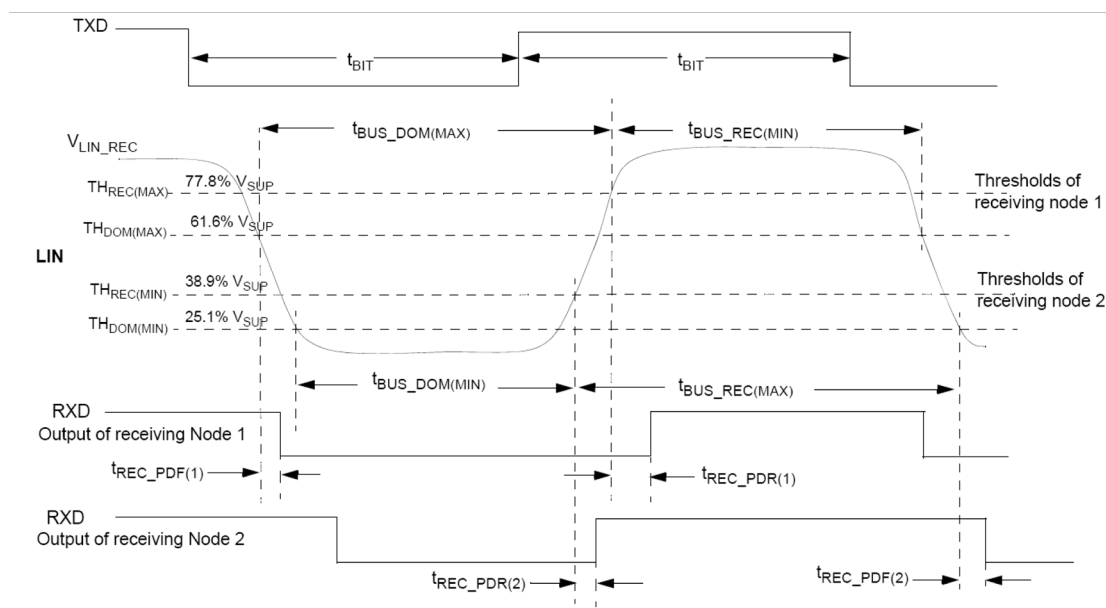 TXD
tBIT
tBIT
tBUS_DOM(MAX)
tBUS_REC(MIN)
VLIN_REC
THREC(MAX)
77.8% VSUP
Thresholds of
receiving node 1
THDOM(MAX)
61.6% VSUP
LIN
THREC(MIN)
38.9% VSUP
Thresholds of
receiving node 2
THDOM(MIN)
25.1% VSUP
tBUS_DOM(MIN)
tBUS_REC(MAX)
RXD
Output of receiving Node 1
tREC_PDF(1)
tREC_PDR(1)
RXD
Output of receiving Node 2
tREC_PDR(2)
tREC_PDF(2)